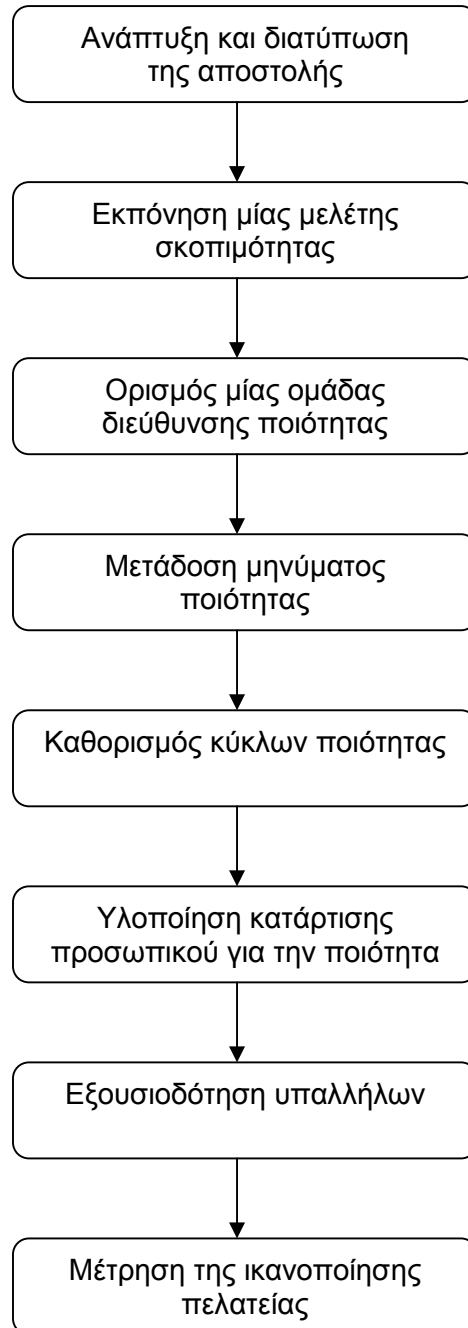 Ανάπτυξη και διατύπωση
της αποστολής
Εκπόνηση μίας μελέτης
σκοπιμότητας
Ορισμός μίας ομάδας
διεύθυνσης ποιότητας
Μετάδοση μηνύματος
ποιότητας
Καθορισμός κύκλων ποιότητας
Υλοποίηση κατάρτισης
προσωπικού για την ποιότητα
Εξουσιοδότηση υπαλλήλων
Μέτρηση της ικανοποίησης
πελατείας